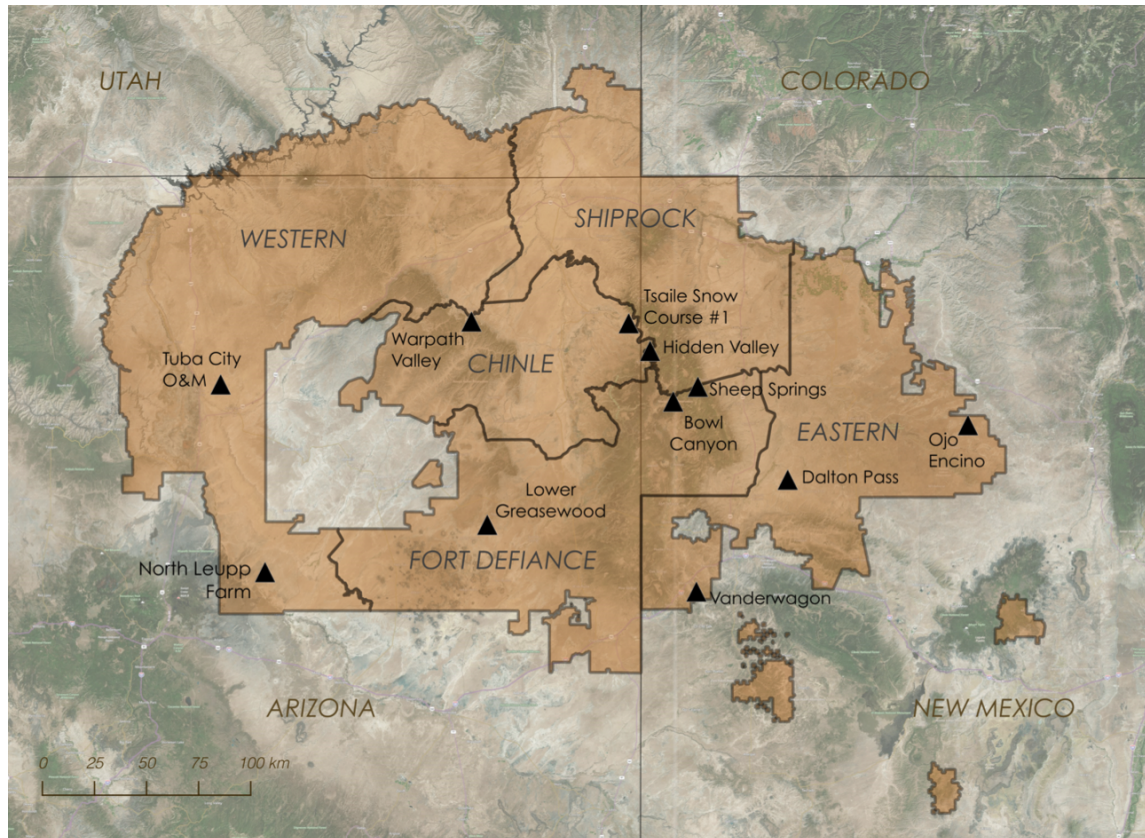 UTAH
COLORADO
WESTERN
SHIPROCK
Tsaile Snow
Course #1
Warpath
Valley
CHINLE
Hidden Valley
Tuba City
O&M
Sheep Springs
Bowl
Canyon
EASTERN
Ojo
Encino
Dalton Pass
Lower
Greasewood
FORT DEFIANCE
North Leupp
Farm
Vanderwagon
ARIZONA
NEW MEXICO
0 25 50 75 100 km